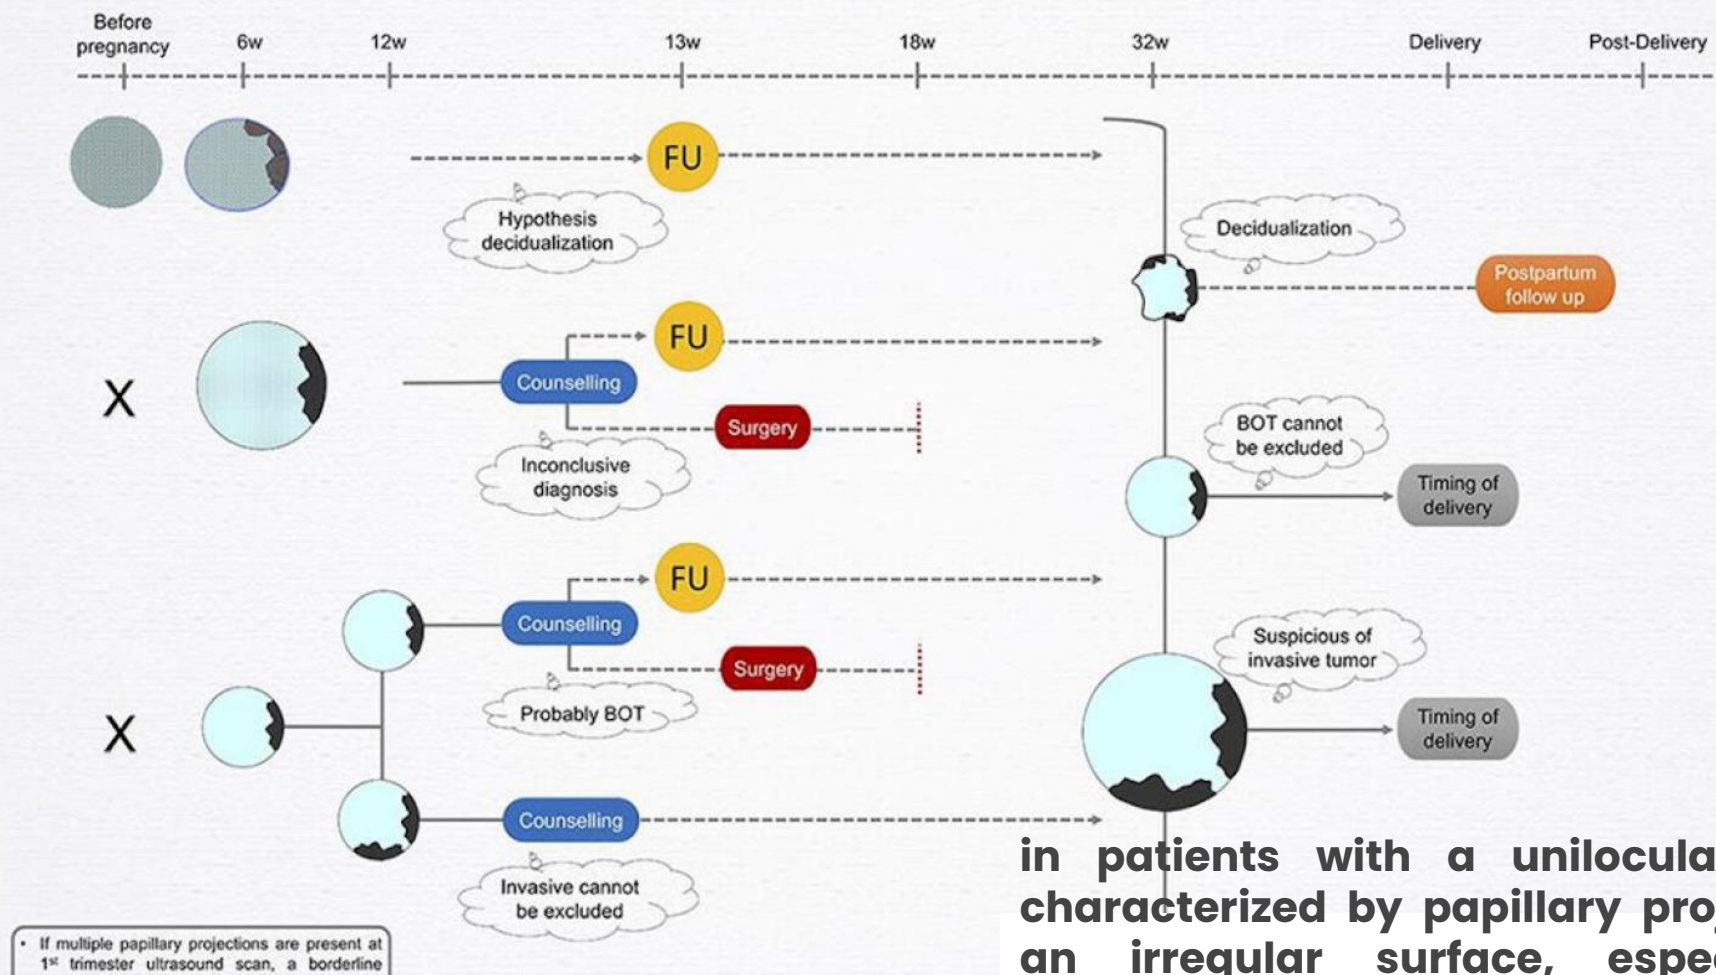 Before
pregnancy
6w
12w
13w
18w
32w
Delivery
Post-Delivery
FU
Hypothesis
decidualization
Decidualization
Postpartum
follow up
X
Counselling
FU
Surgery
Inconclusive
diagnosis
BOT cannot
be excluded
Timing of
delivery
X
Counselling
FU
Surgery
Probably BOT
Counselling
Invasive cannot
be excluded
Suspicious of
invasive tumor
Timing of
delivery
in patients with a unilocula
characterized by papillary pro
an irregular surface, espe
• If multiple papillary projections are present at
1st trimester ultrasound scan, a borderline